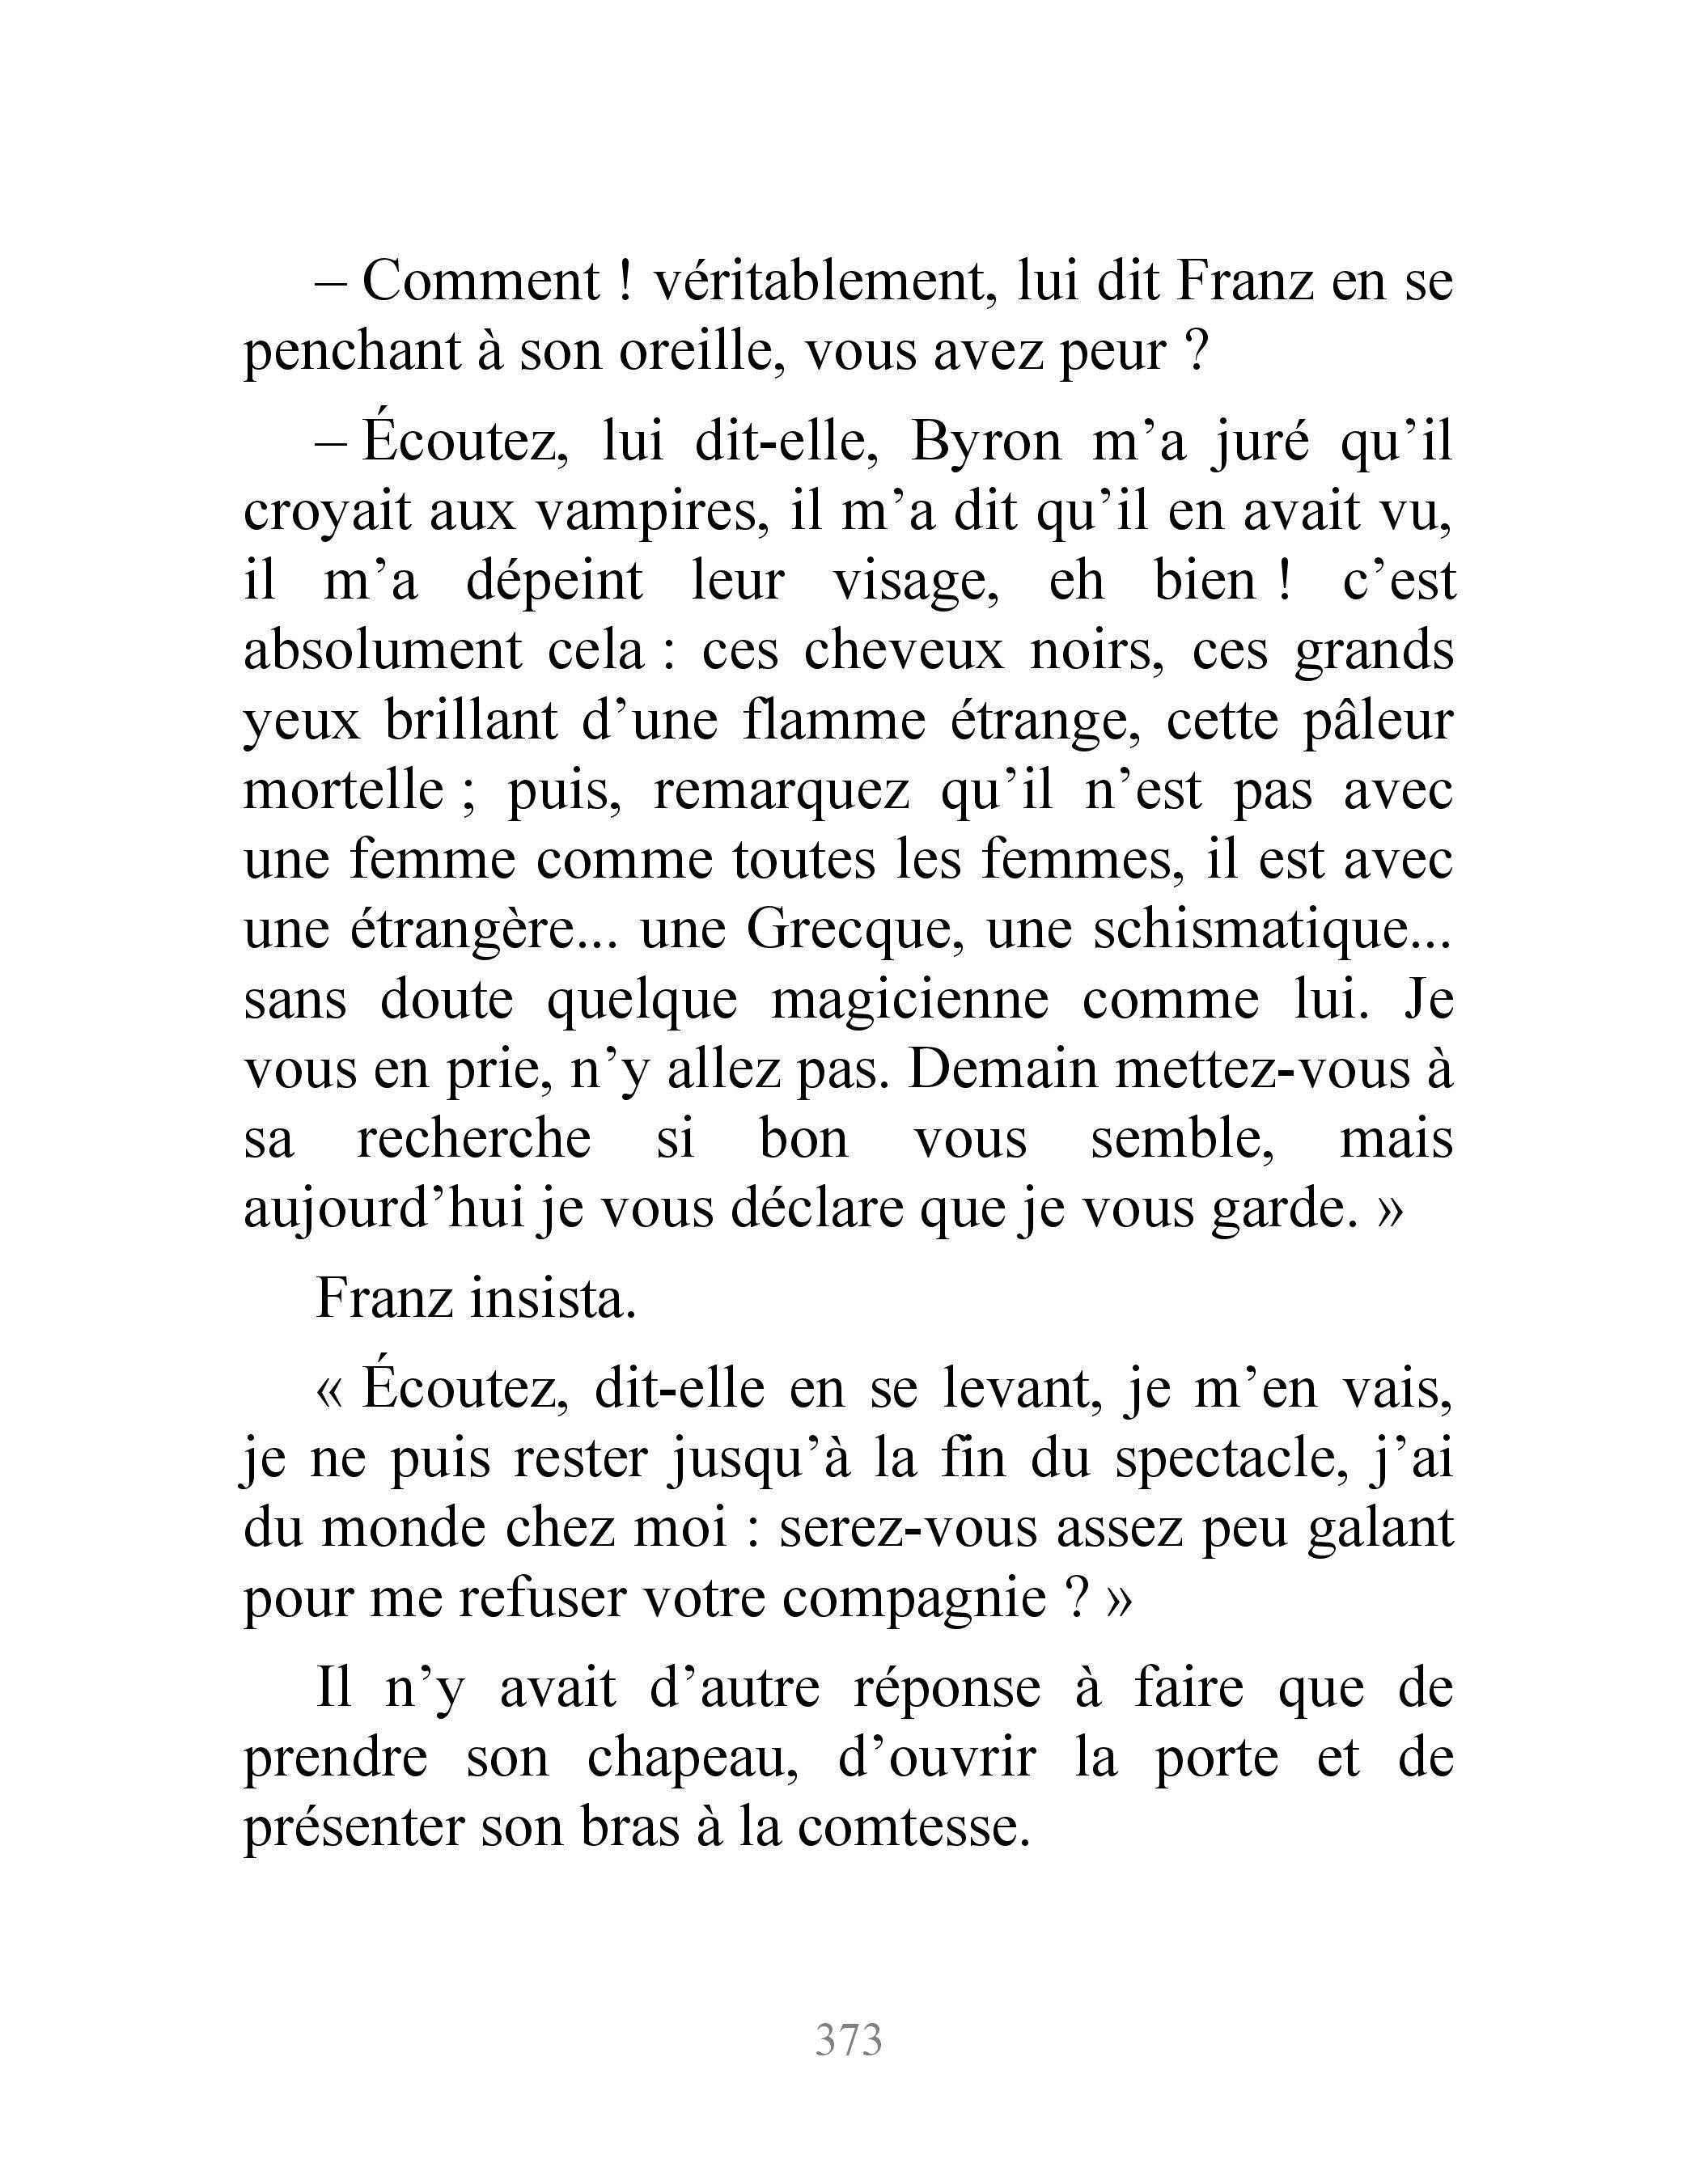 – Comment ! véritablement, lui dit Franz en se
penchant à son oreille, vous avez peur ?
– Écoutez, lui dit-elle, Byron m’a juré qu’il
croyait aux vampires, il m’a dit qu’il en avait vu,
il m’a dépeint leur visage, eh bien ! c’est
absolument cela : ces cheveux noirs, ces grands
yeux brillant d’une flamme étrange, cette pâleur
mortelle ; puis, remarquez qu’il n’est pas avec
une femme comme toutes les femmes, il est avec
une étrangère... une Grecque, une schismatique...
sans doute quelque magicienne comme lui. Je
vous en prie, n’y allez pas. Demain mettez-vous à
sa recherche si bon vous semble, mais
aujourd’hui je vous déclare que je vous garde. »
Franz insista.
« Écoutez, dit-elle en se levant, je m’en vais,
je ne puis rester jusqu’à la fin du spectacle, j’ai
du monde chez moi : serez-vous assez peu galant
pour me refuser votre compagnie ? »
Il n’y avait d’autre réponse à faire que de
prendre son chapeau, d’ouvrir la porte et de
présenter son bras à la comtesse.
373